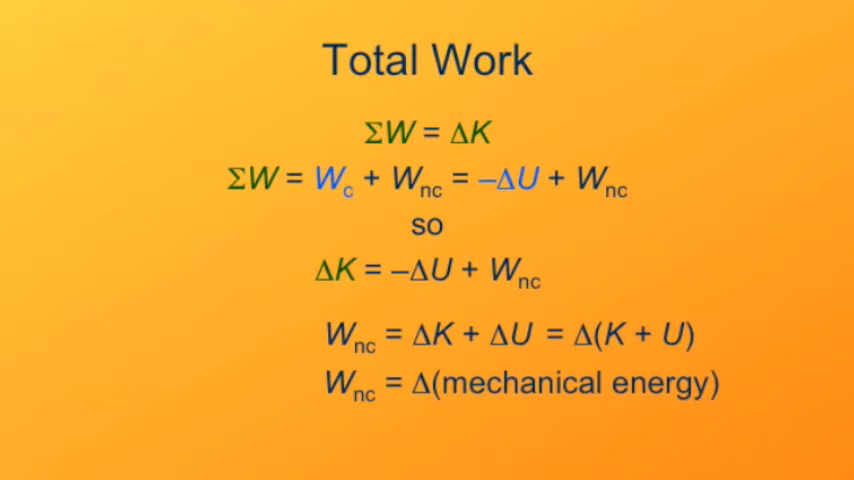 Total Work
ΣW = ΔK
ΣW = Wc + Wnc = –ΔU + Wnc
so
ΔK = –ΔU + Wnc
Wnc = ΔK + ΔU = Δ(K + U)
Wnc = Δ(mechanical energy)